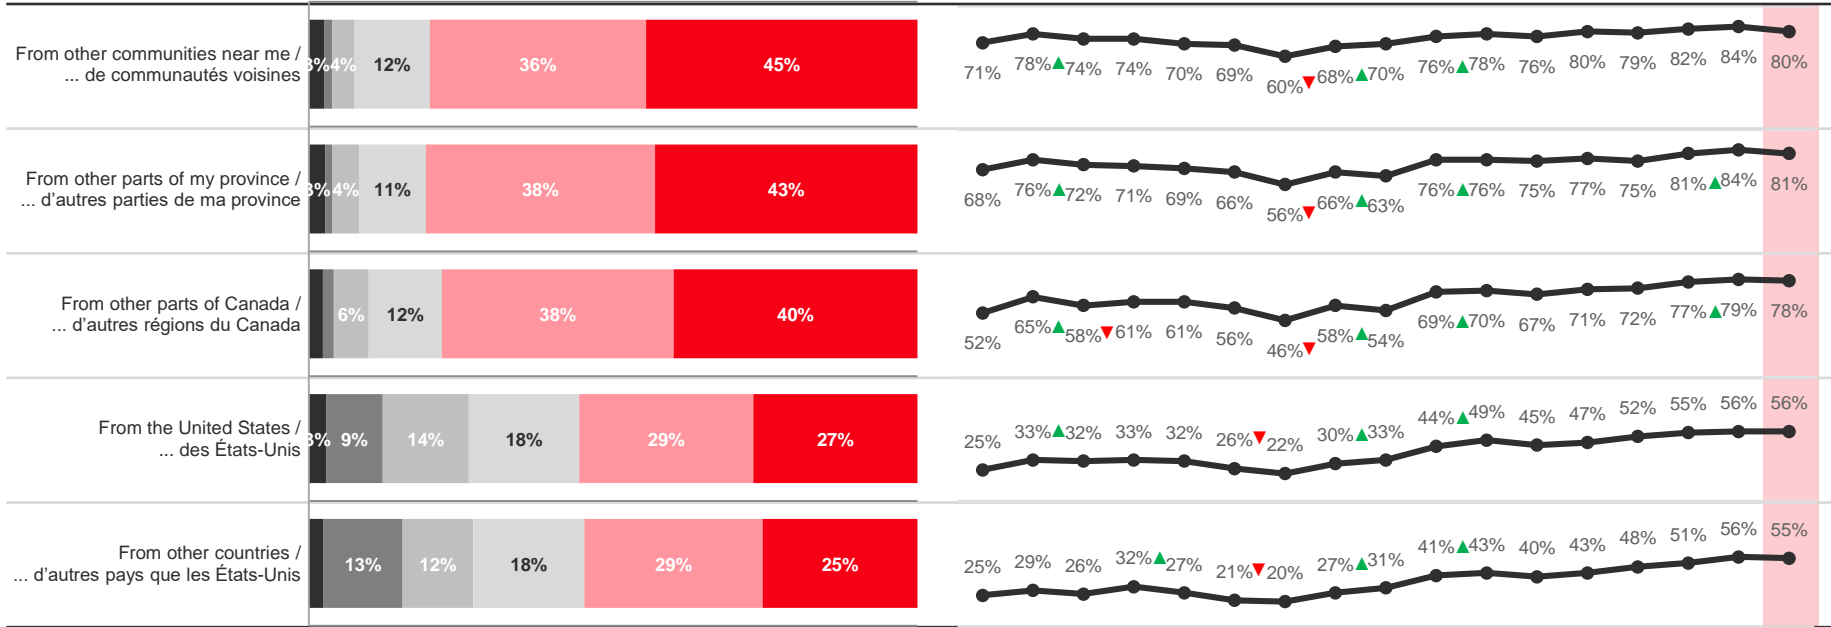 From other communities near me /
... de communautés voisines
3% 4% 12% 36% 45%
71% 78% ▲ 74% 74% 70% 69% 60% ▼ 68% ▲ 70% 76% ▲ 78% 76% 80% 79% 82% 84% 80%
From other parts of my province /
... d'autres parties de ma province
3% 4% 11% 38% 43%
68% 76% ▲ 72% 71% 69% 66% 56% ▼ 66% ▲ 63% 76% ▲ 76% 75% 77% 75% 81% ▲ 84% 81%
From other parts of Canada /
... d'autres régions du Canada
6% 12% 38% 40%
52% 65% ▲ 58% ▼ 61% 61% 56% 46% ▼ 58% ▲ 54% 69% ▲ 70% 67% 71% 72% 77% ▲ 79% 78%
From the United States /
... des États-Unis
3% 9% 14% 18% 29% 27%
25% 33% ▲ 32% 33% 32% 26% ▼ 22% 30% ▲ 33% 44% ▲ 49% 45% 47% 52% 55% 56% 56%
From other countries /
... d'autres pays que les États-Unis
13% 12% 18% 29% 25%
25% 29% 26% 32% ▲ 27% 21% ▼ 20% 27% ▲ 31% 41% ▲ 43% 40% 43% 48% 51% 56% 55%